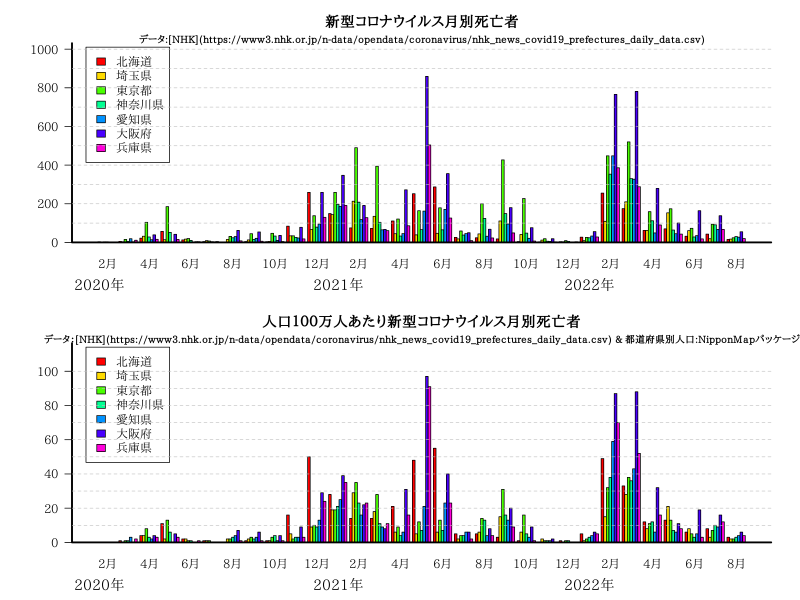 新型コロナウイルス月別死亡者
データ:[NHK](https://www3.nhk.or.jp/n-data/opendata/coronavirus/nhk_news_covid19_prefectures_daily_data.csv)
1000
800
600
400
200
0
北海道
埼玉県
東京都
神奈川県
愛知県
大阪府
兵庫県
2月 4月 6月 8月 10月 12月 2月 4月 6月 8月 10月 12月 2月 4月 6月 8月
2020年 2021年 2022年
人口100万人あたり新型コロナウイルス月別死亡者
データ:[NHK](https://www3.nhk.or.jp/n-data/opendata/coronavirus/nhk_news_covid19_prefectures_daily_data.csv) & 都道府県別人口:NipponMapパッケージ
100
80
60
40
20
0
北海道
埼玉県
東京都
神奈川県
愛知県
大阪府
兵庫県
2月 4月 6月 8月 10月 12月 2月 4月 6月 8月 10月 12月 2月 4月 6月 8月
2020年 2021年 2022年